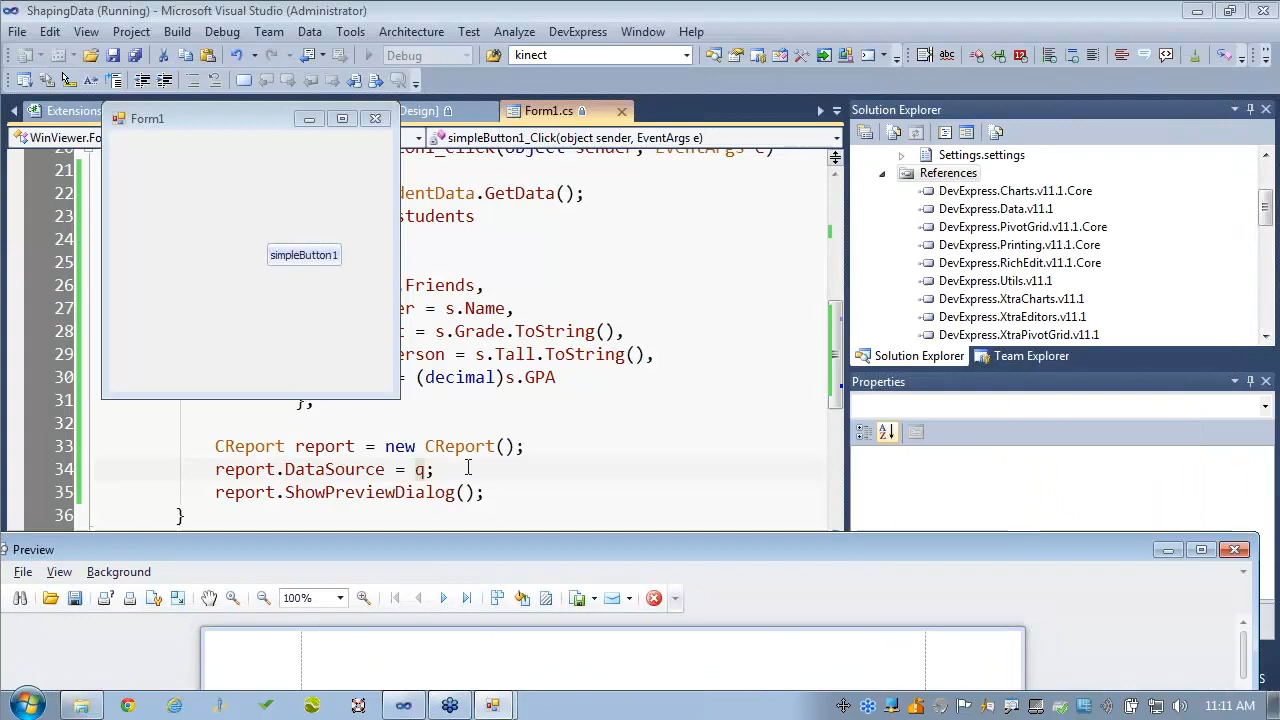 ShapingData (Running) - Microsoft Visual Studio (Administrator)
File Edit View Project Build Debug Team Data Tools Architecture Test Analyze DevExpress Window Help
Debug kinect
Extensions Design] Form1.cs
Form1
WinViewer.Fo simpleButton1_Click(object sender, EventArgs e)
21
22 dentData.GetData();
23 students
24
simpleButton1
25
26 .Friends,
27 er = s.Name,
28 t = s.Grade.ToString(),
29 erson = s.Tall.ToString(),
30 = (decimal)s.GPA
31 };
32
33 CReport report = new CReport();
34 report.DataSource = q;
35 report.ShowPreviewDialog();
36 }
Solution Explorer
Settings.settings
References
DevExpress.Charts.v11.1.Core
DevExpress.Data.v11.1
DevExpress.PivotGrid.v11.1.Core
DevExpress.Printing.v11.1.Core
DevExpress.RichEdit.v11.1.Core
DevExpress.Utils.v11.1
DevExpress.XtraCharts.v11.1
DevExpress.XtraEditors.v11.1
DevExpress.XtraPivotGrid.v11.1
Solution Explorer Team Explorer
Properties
Preview
File View Background
100%
11:11 AM